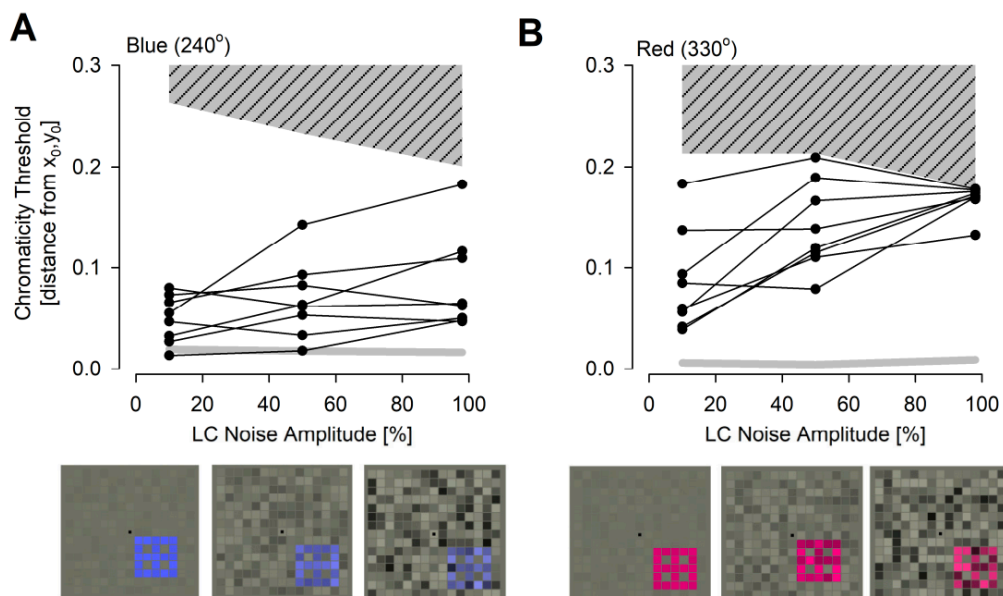 A
Blue (240°)
Chromaticity Threshold
[distance from x₀,y₀]
0.3
0.2
0.1
0.0
0 20 40 60 80 100
LC Noise Amplitude [%]
B
Red (330°)
0.3
0.2
0.1
0.0
0 20 40 60 80 100
LC Noise Amplitude [%]